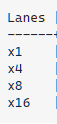 Lanes |
------+
x1    |
x4    |
x8    |
x16   |